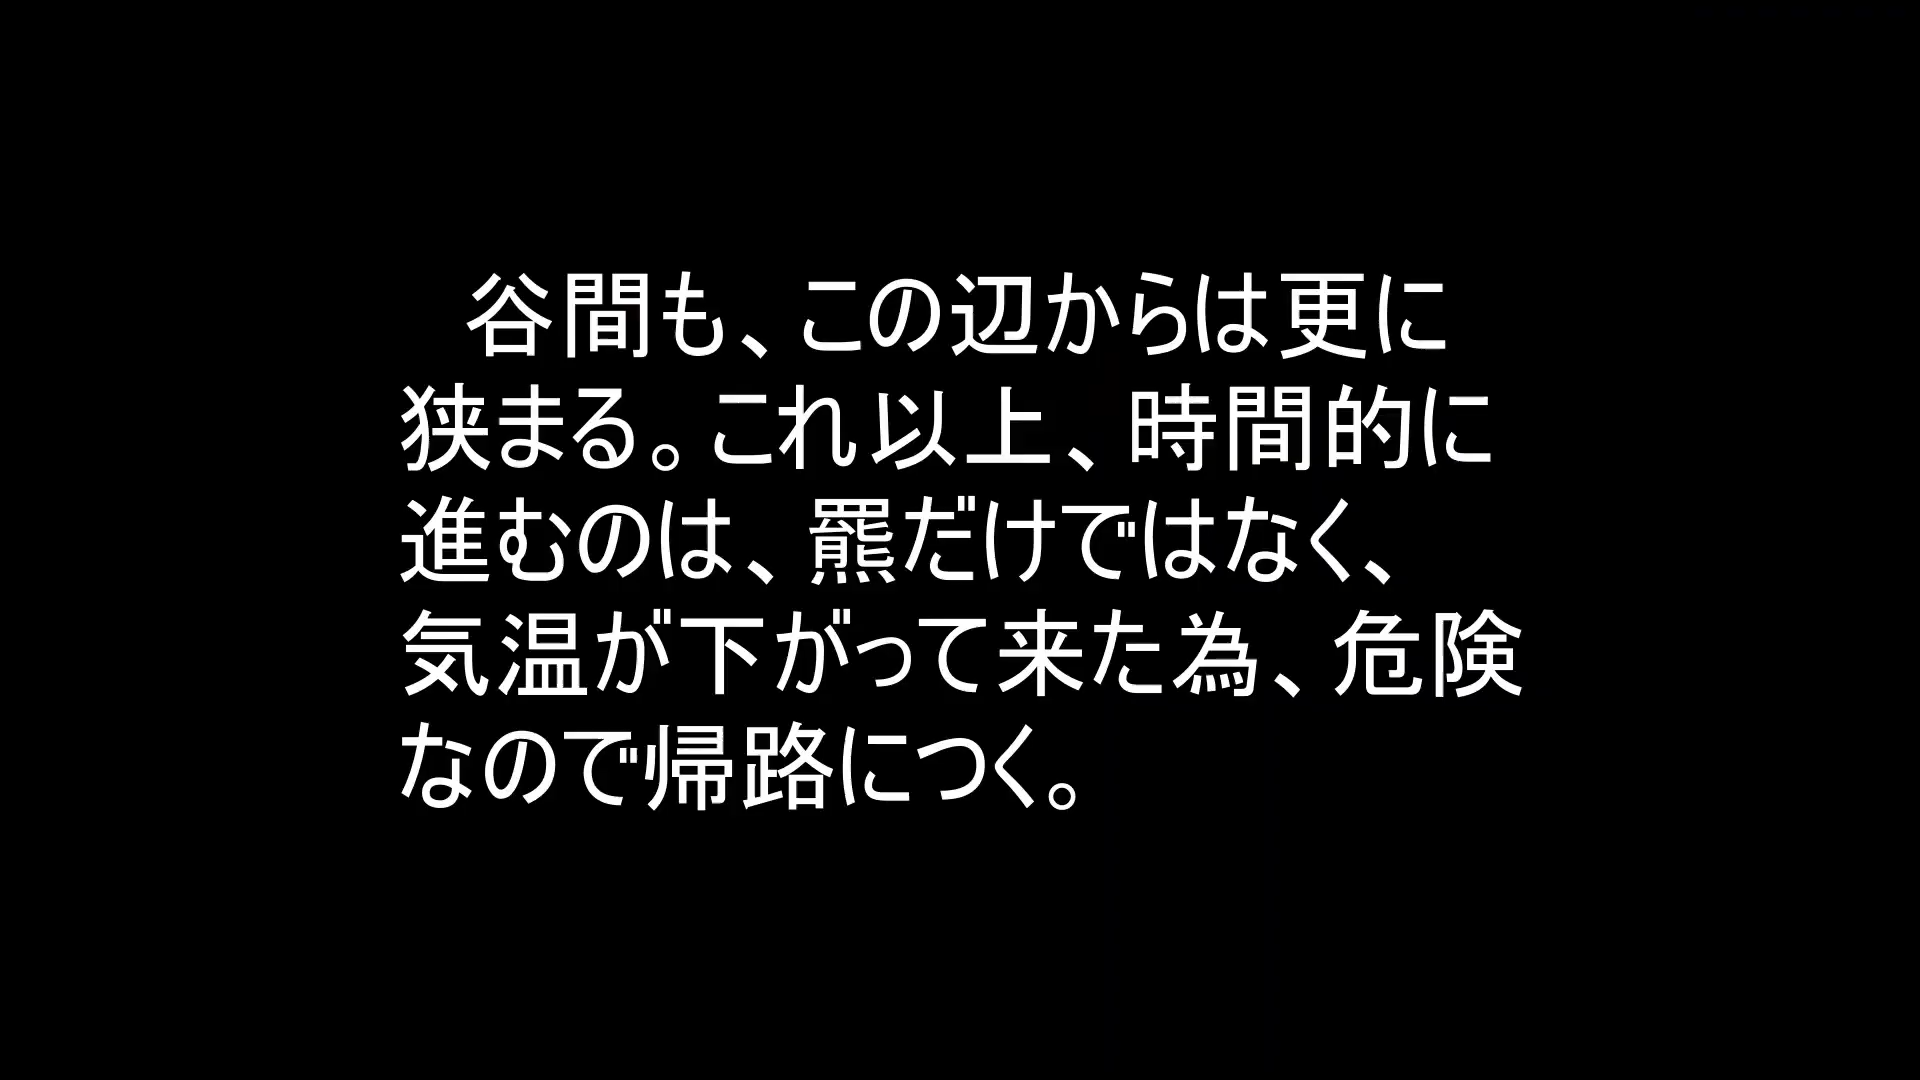 谷間も、この辺からは更に
狭まる。これ以上、時間的に
進むのは、羆だけではなく、
気温が下がって来た為、危険
なので帰路につく。